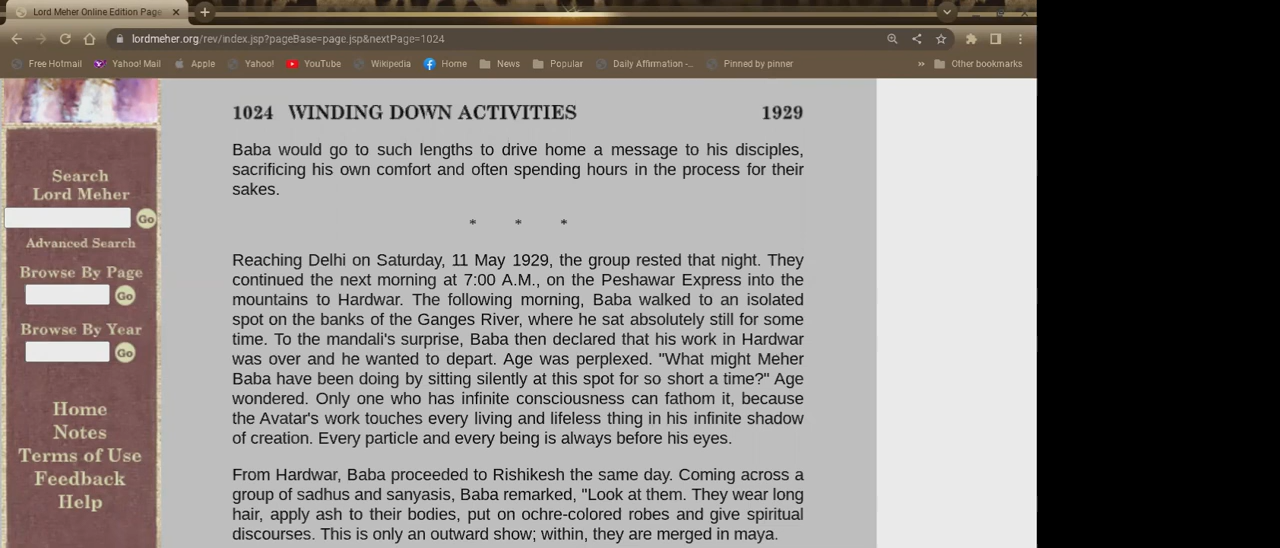 Lord Meher Online Edition Page
lordmeher.org/rev/index.jsp?pageBase=page.jsp&nextPage=1024
Free Hotmail Yahoo! Mail Apple Yahoo! YouTube Wikipedia Home News Popular Daily Affirmation -... Pinned by pinner » Other bookmarks
Search
Lord Meher
Go
Advanced Search
Browse By Page
Go
Browse By Year
Go
Home
Notes
Terms of Use
Feedback
Help
1024 WINDING DOWN ACTIVITIES 1929
Baba would go to such lengths to drive home a message to his disciples,
sacrificing his own comfort and often spending hours in the process for their
sakes.
* * *
Reaching Delhi on Saturday, 11 May 1929, the group rested that night. They
continued the next morning at 7:00 A.M., on the Peshawar Express into the
mountains to Hardwar. The following morning, Baba walked to an isolated
spot on the banks of the Ganges River, where he sat absolutely still for some
time. To the mandali's surprise, Baba then declared that his work in Hardwar
was over and he wanted to depart. Age was perplexed. "What might Meher
Baba have been doing by sitting silently at this spot for so short a time?" Age
wondered. Only one who has infinite consciousness can fathom it, because
the Avatar's work touches every living and lifeless thing in his infinite shadow
of creation. Every particle and every being is always before his eyes.
From Hardwar, Baba proceeded to Rishikesh the same day. Coming across a
group of sadhus and sanyasis, Baba remarked, "Look at them. They wear long
hair, apply ash to their bodies, put on ochre-colored robes and give spiritual
discourses. This is only an outward show; within, they are merged in maya.